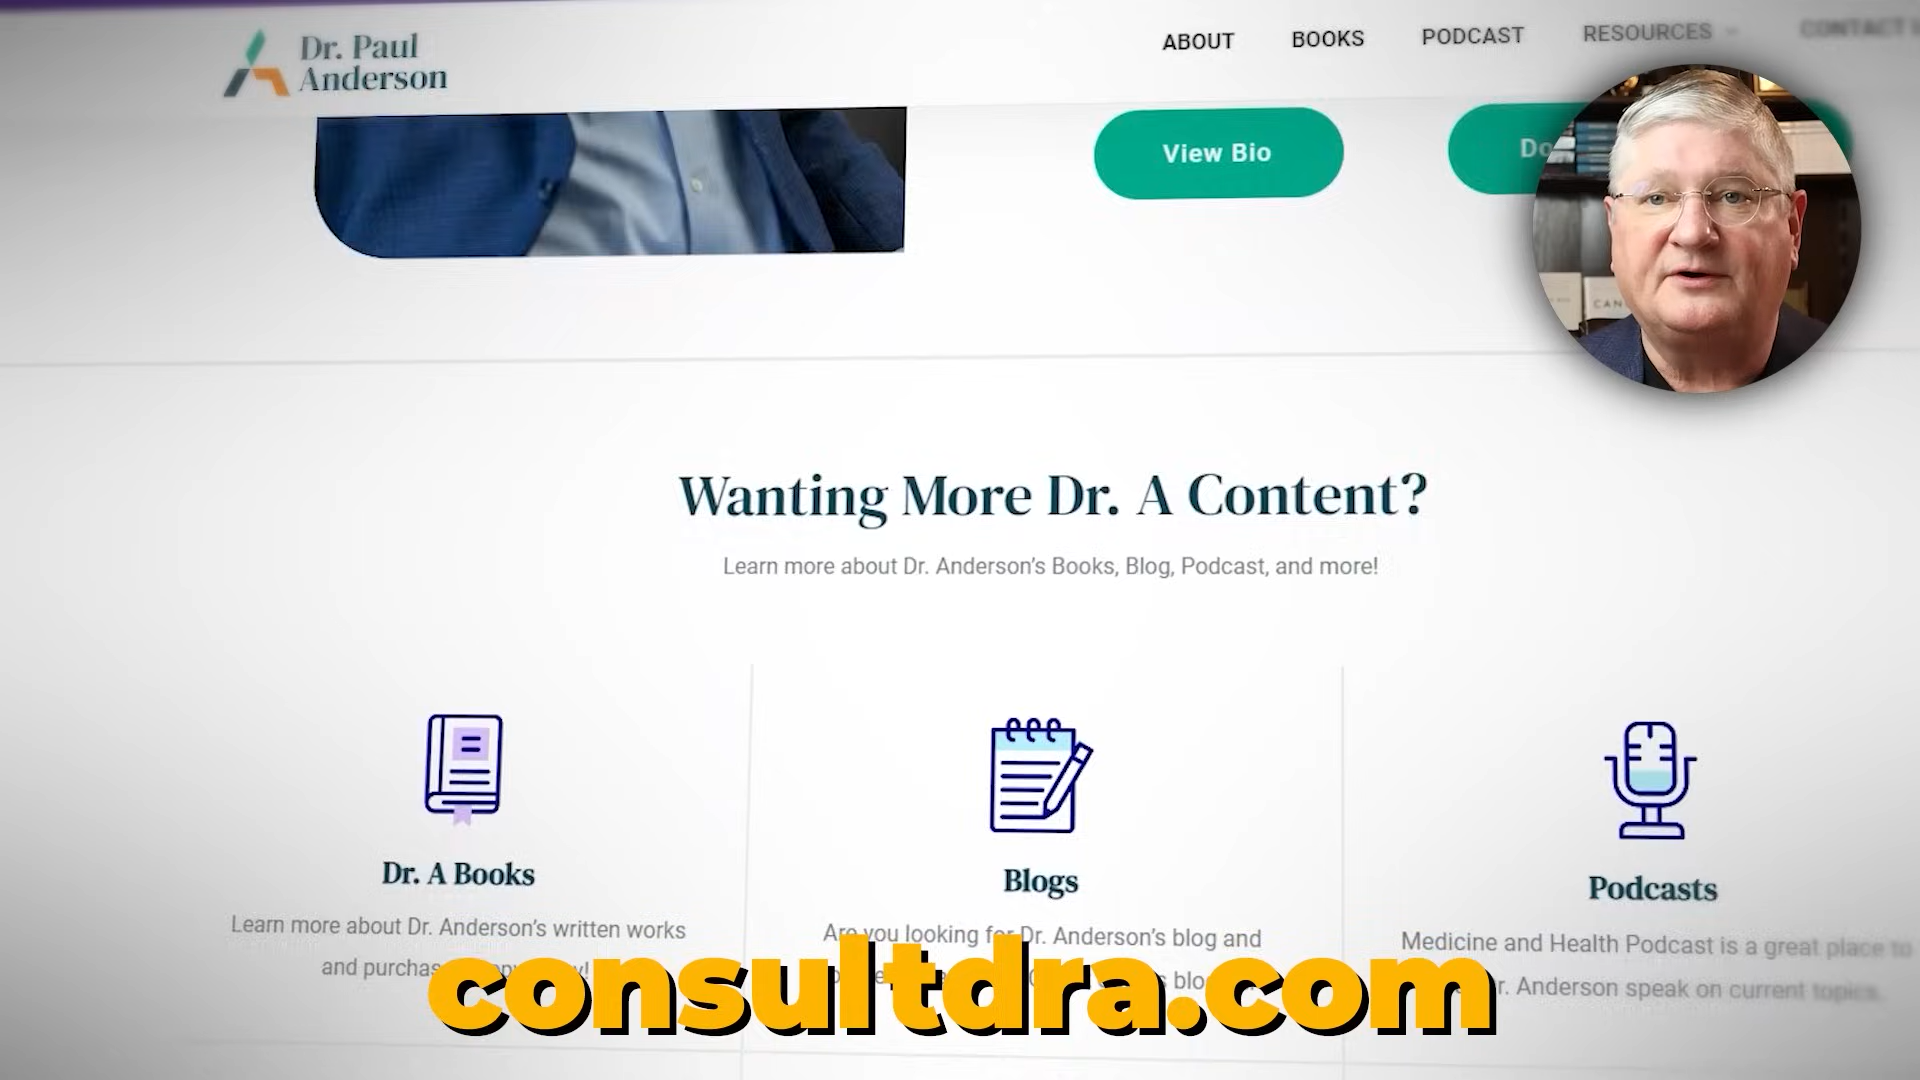 Dr. Paul
Anderson
ABOUT BOOKS PODCAST RESOURCES CONTACT
View Bio
Wanting More Dr. A Content?
Learn more about Dr. Anderson's Books, Blog, Podcast, and more!
Dr. A Books
Learn more about Dr. Anderson's written works
and
Blogs
Are you looking for Dr. Anderson's blog and
Podcasts
Medicine and Health Podcast is a great place to
Anderson speak on current topics.
consultdra.com